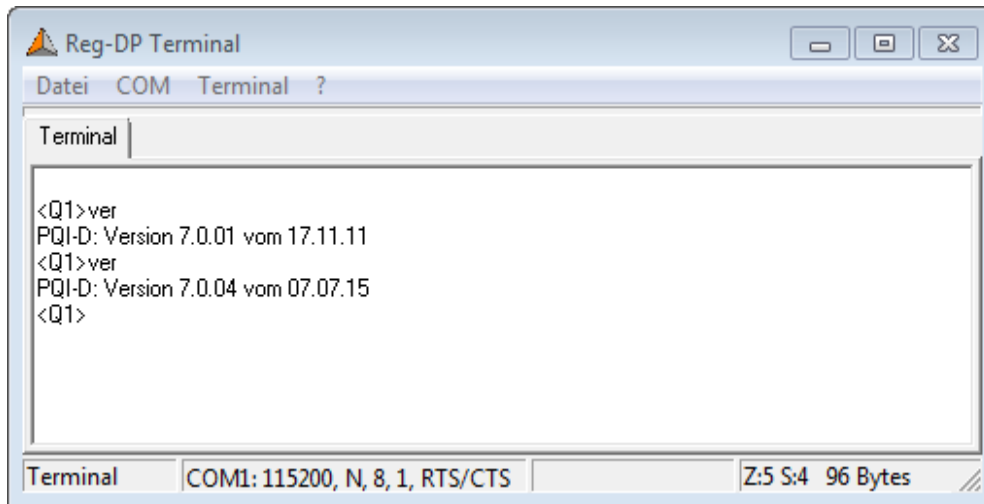 Reg-DP Terminal
Datei COM Terminal ?
Terminal
<Q1>ver
PQI-D: Version 7.0.01 vom 17.11.11
<Q1>ver
PQI-D: Version 7.0.04 vom 07.07.15
<Q1>
Terminal COM1: 115200, N, 8, 1, RTS/CTS Z:5 S:4 96 Bytes